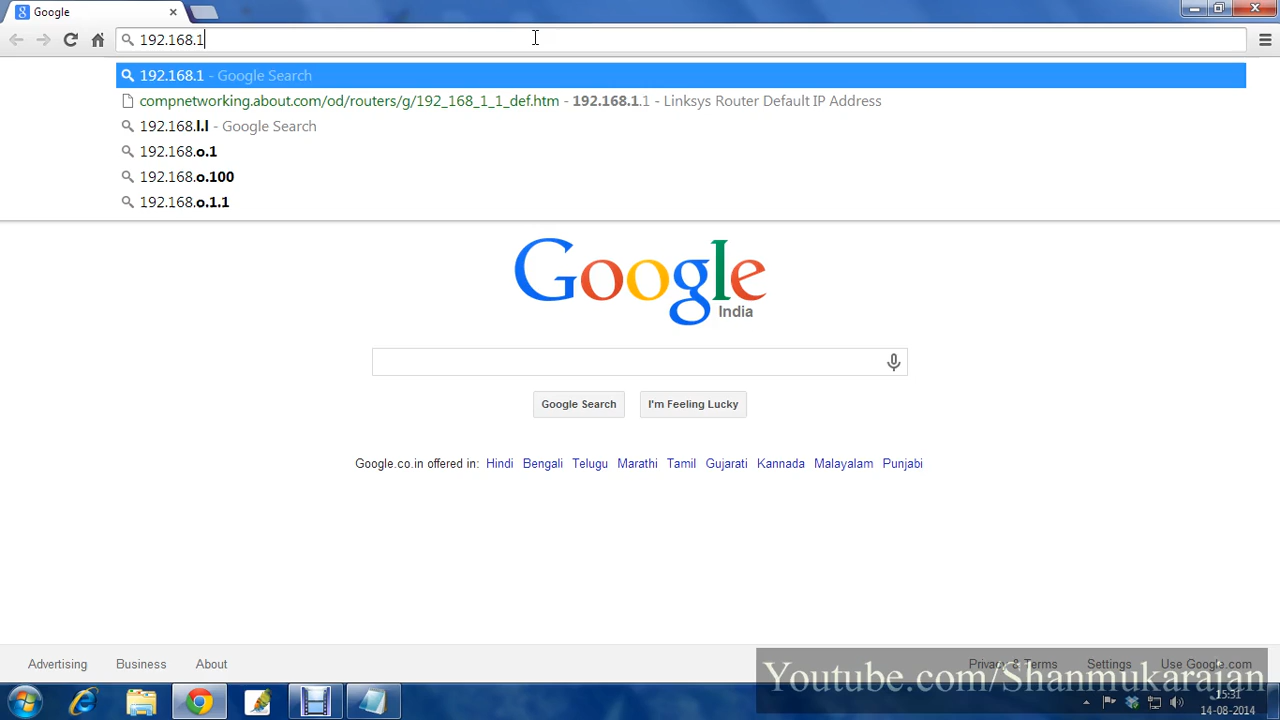 Google
192.168.1
192.168.1 - Google Search
compnetworking.about.com/od/routers/g/192_168_1_1_def.htm - 192.168.1.1 - Linksys Router Default IP Address
192.168.l.l - Google Search
192.168.o.1
192.168.o.100
192.168.o.1.1
Google
India
Google Search I'm Feeling Lucky
Google.co.in offered in: Hindi Bengali Telugu Marathi Tamil Gujarati Kannada Malayalam Punjabi
Advertising Business About Privacy & Terms Settings Use Google.com
Youtube.com/Shanmukarajan
15:31
14-08-2014